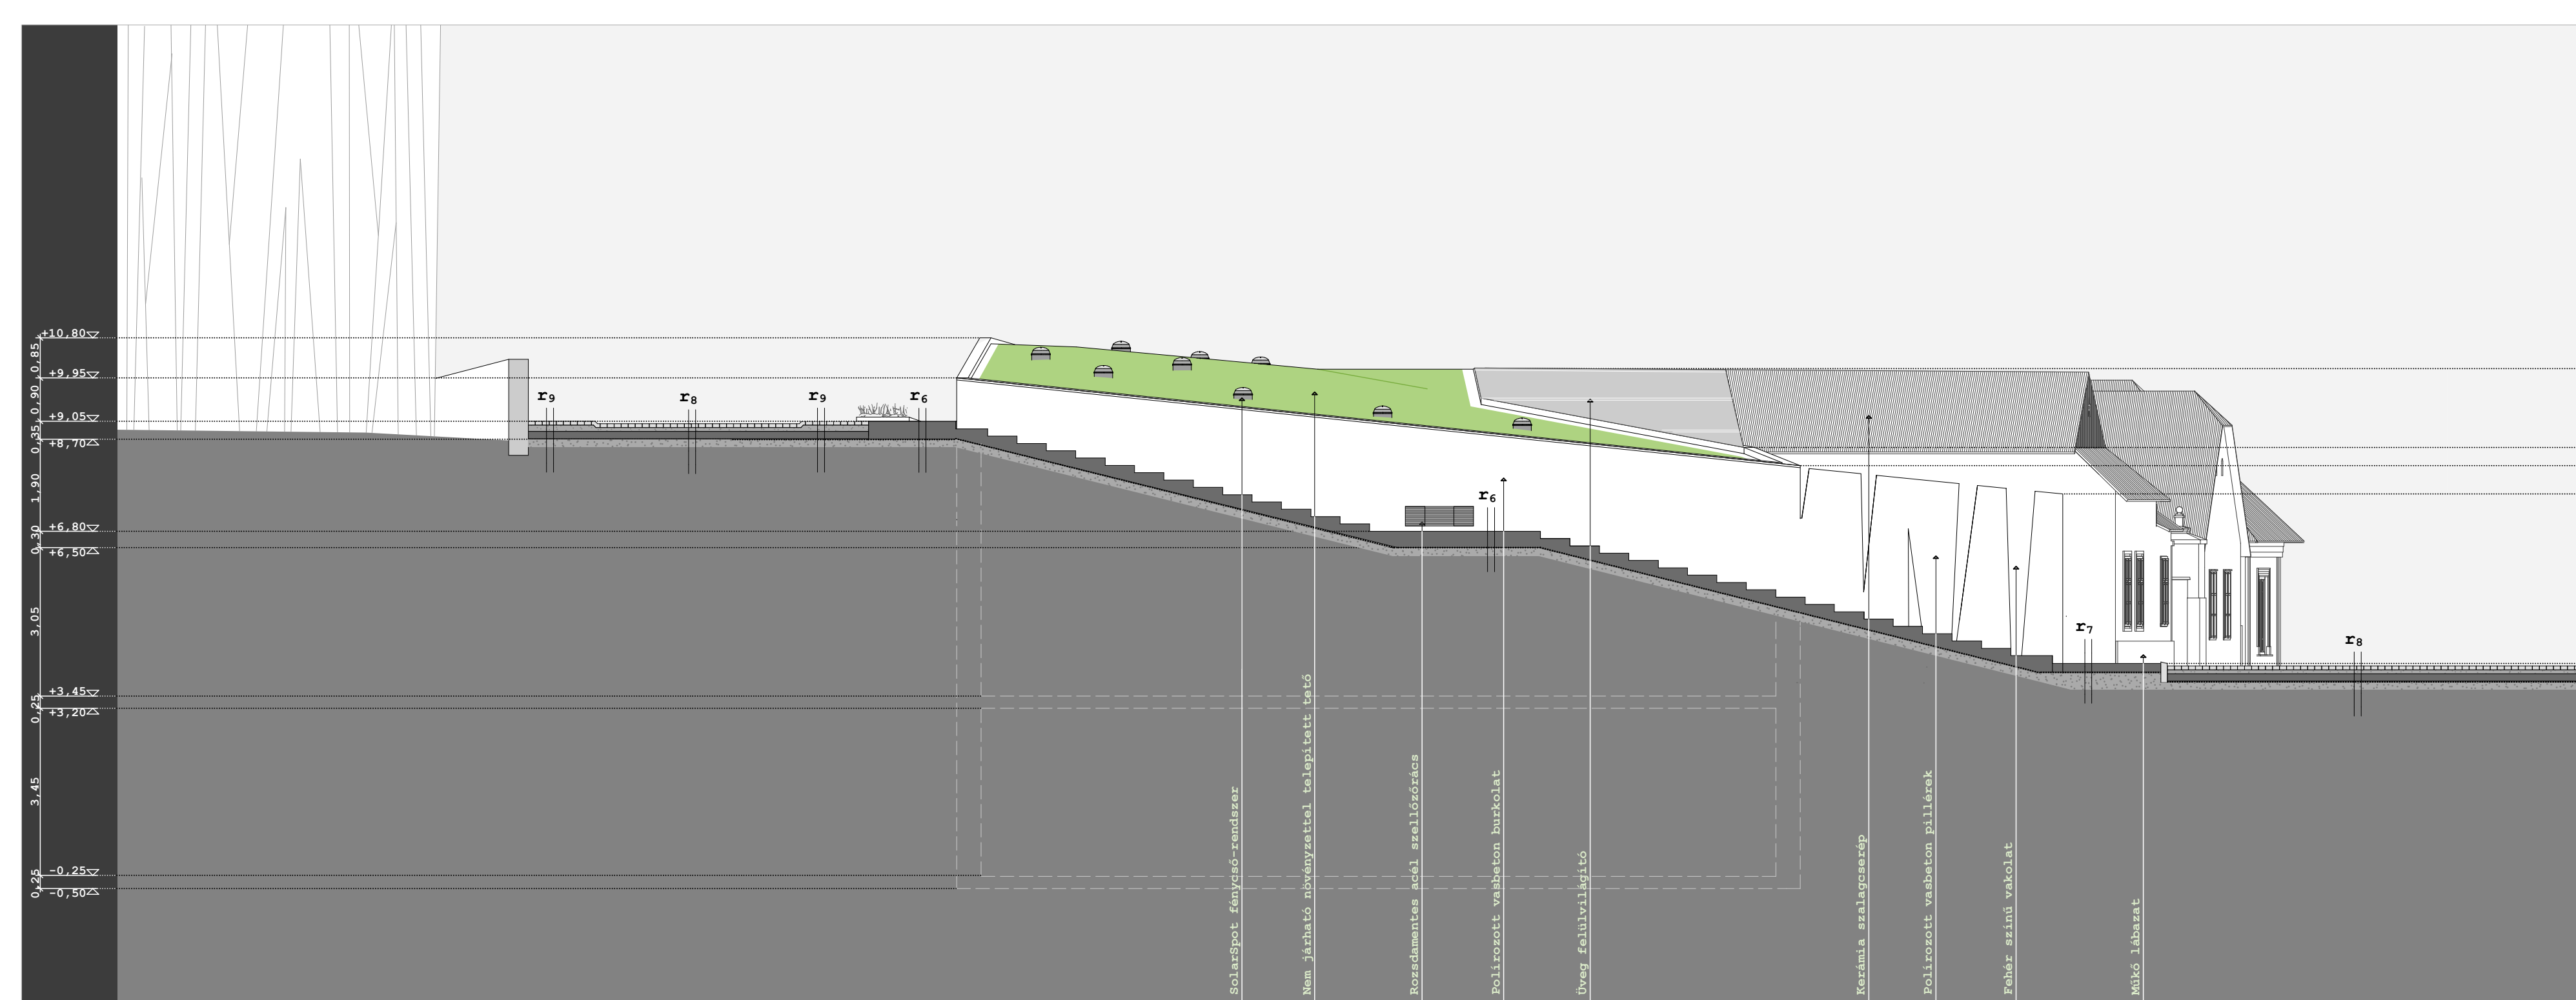 +10,80
0,85
+9,95
0,90
+9,05
0,35
+8,70
1,90
+6,80
0,30
+6,50
3,05
+3,45
0,25
+3,20
3,45
-0,25
0,25
-0,50
r9
r8
r9
r6
r6
r7
r8
SolarSpot fénycső-rendszer
Nem járható növényzettel telepített tető
Rozsdamentes acél szellőzőrács
Polírozott vasbeton burkolat
Üveg felülvilágító
Kerámia szalagcserép
Polírozott vasbeton pillérek
Fehér színű vakolat
Műkő lábazat